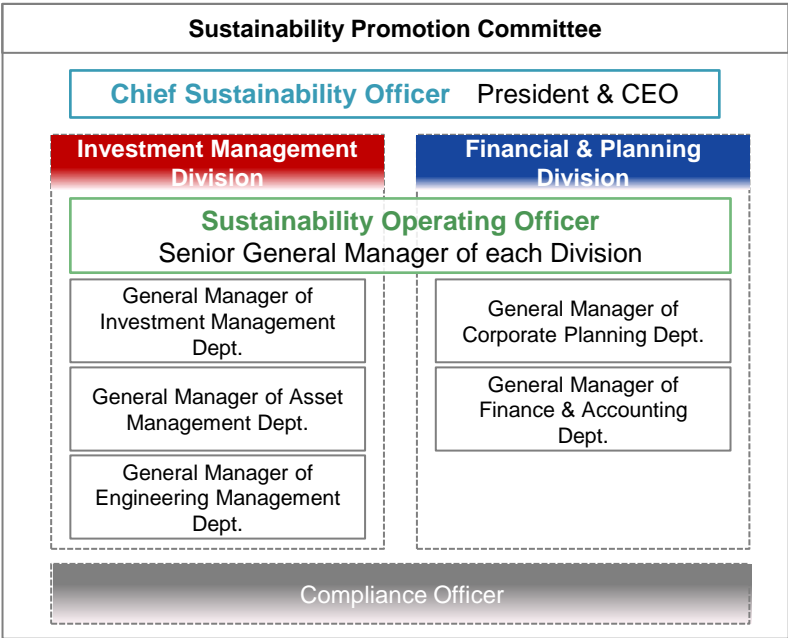 Sustainability Promotion Committee
Chief Sustainability Officer President & CEO
Investment Management
Division
Financial & Planning
Division
Sustainability Operating Officer
Senior General Manager of each Division
General Manager of
Investment Management
Dept.
General Manager of Asset
Management Dept.
General Manager of
Engineering Management
Dept.
General Manager of
Corporate Planning Dept.
General Manager of
Finance & Accounting
Dept.
Compliance Officer